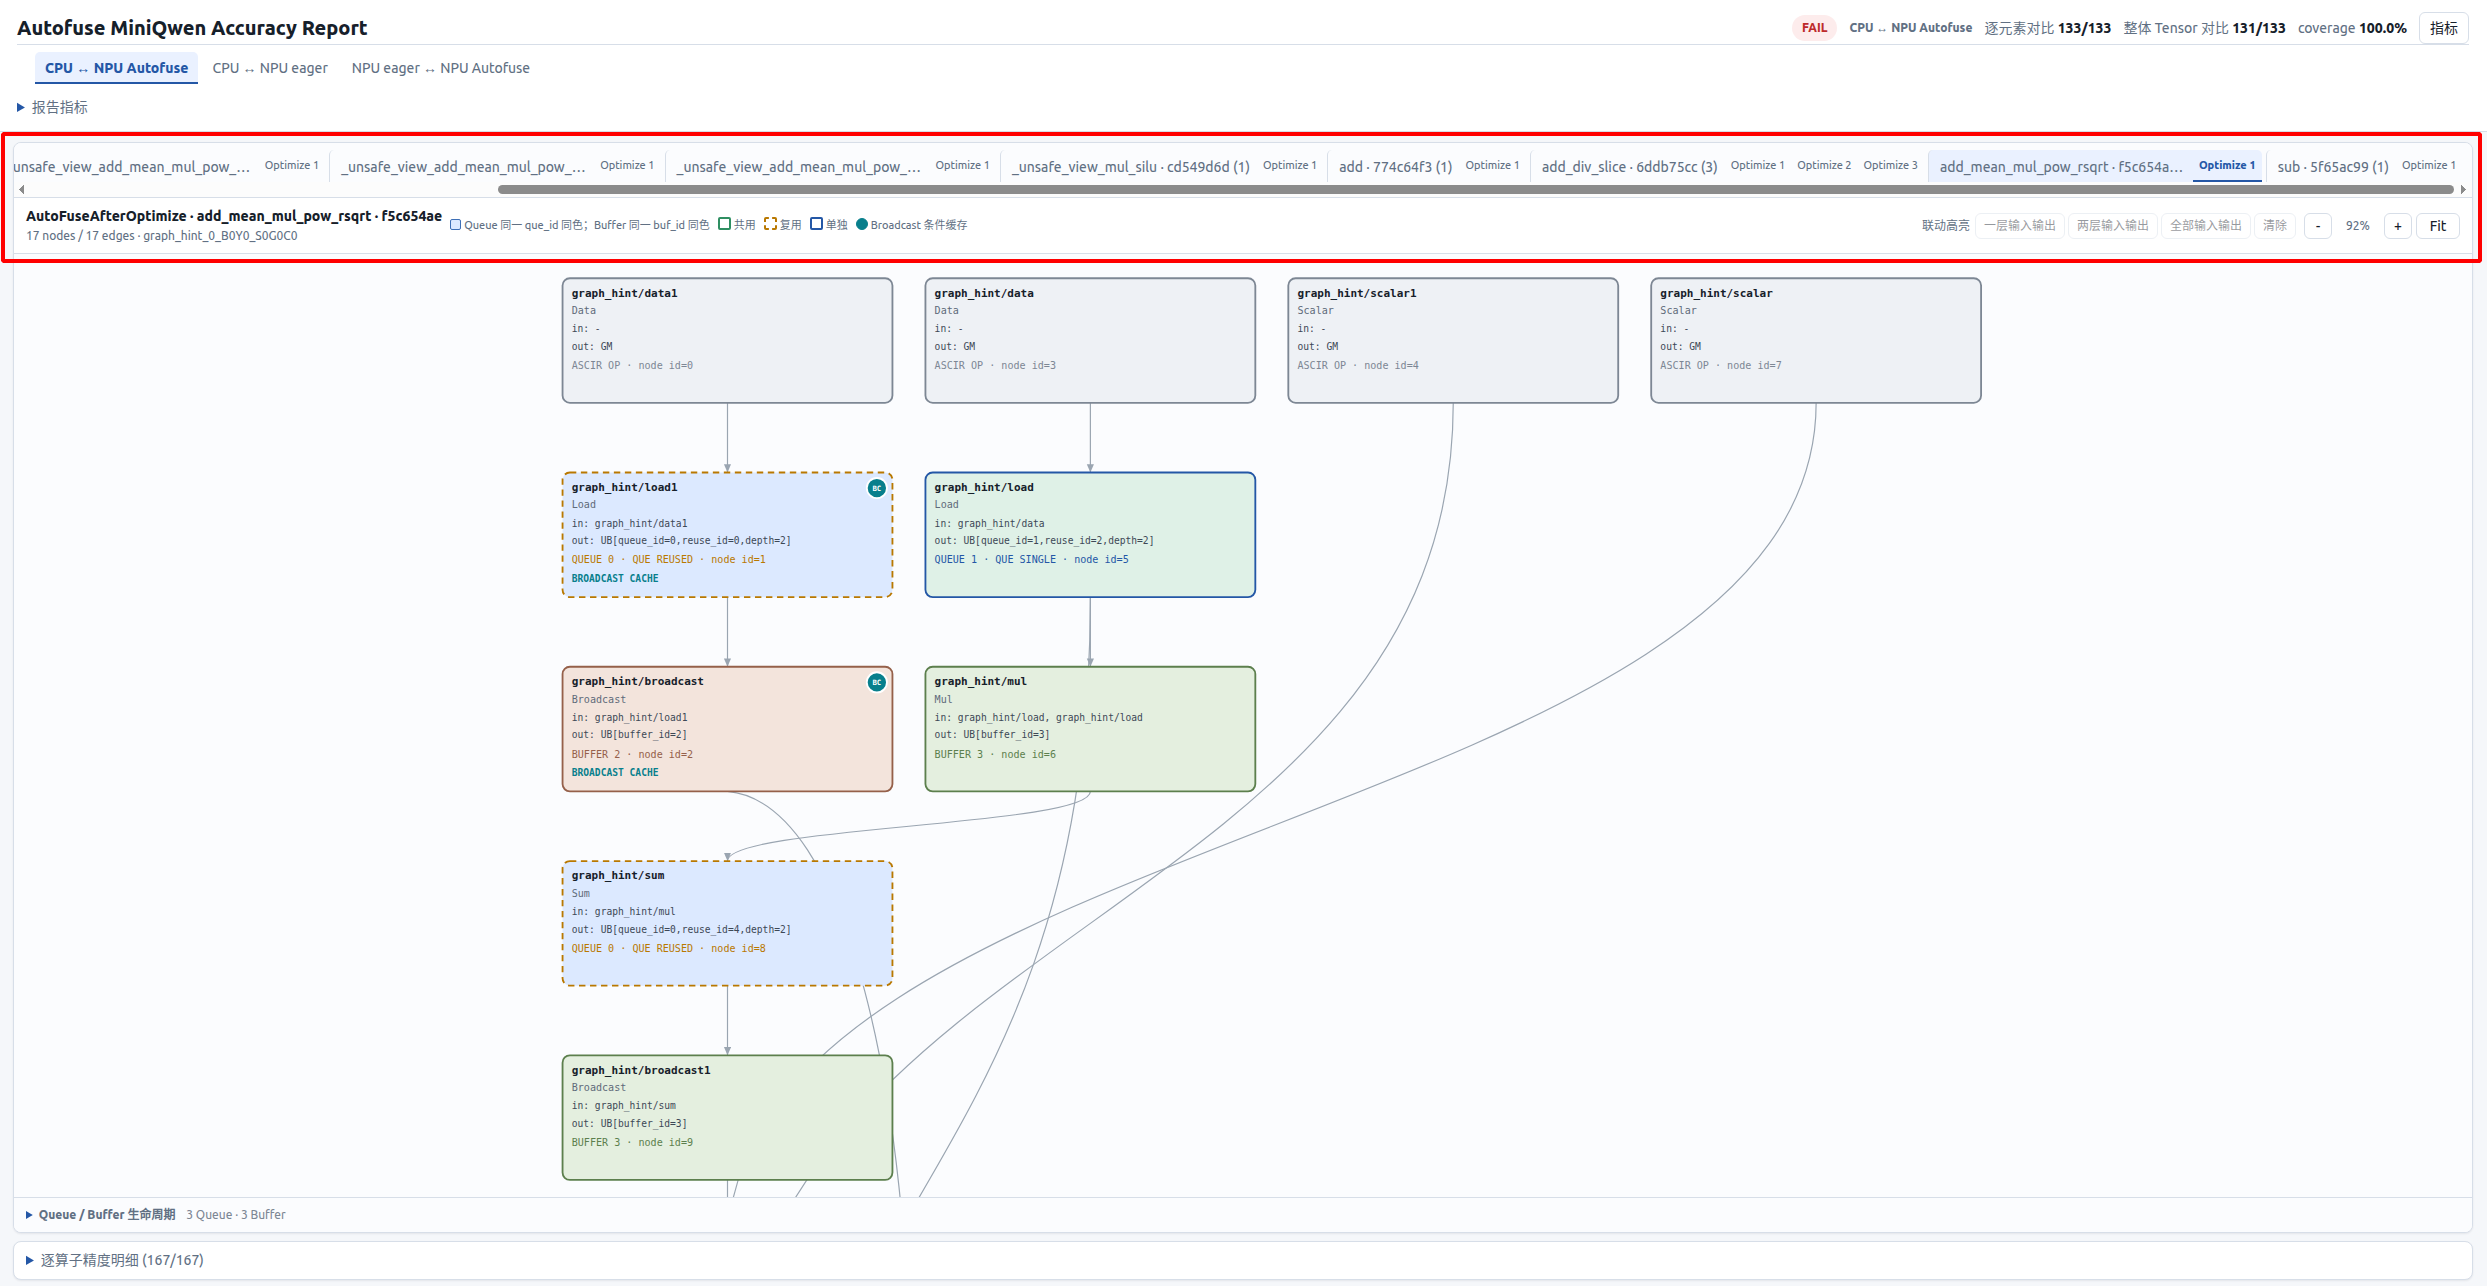 Autofuse MiniQwen Accuracy Report
FAIL CPU ↔ NPU Autofuse 逐元素对比 133/133 整体 Tensor 对比 131/133 coverage 100.0% 指标
CPU ↔ NPU Autofuse CPU ↔ NPU eager NPU eager ↔ NPU Autofuse
报告指标
unsafe_view_add_mean_mul_pow_... Optimize 1 _unsafe_view_add_mean_mul_pow_... Optimize 1 _unsafe_view_add_mean_mul_pow_... Optimize 1 _unsafe_view_mul_silu · cd549d6d (1) Optimize 1 add · 774c64f3 (1) Optimize 1 add_div_slice · 6ddb75cc (3) Optimize 1 Optimize 2 Optimize 3 add_mean_mul_pow_rsqrt · f5c654a... Optimize 1 sub · 5f65ac99 (1) Optimize 1
AutoFuseAfterOptimize · add_mean_mul_pow_rsqrt · f5c654ae
17 nodes / 17 edges · graph_hint_0_B0Y0_S0G0C0
Queue 同一 que_id 同色；Buffer 同一 buf_id 同色 共用 复用 单独 Broadcast 条件缓存
联动高亮 一层输入输出 两层输入输出 全部输入输出 清除 - 92% + Fit
graph_hint/data1
Data
in: -
out: GM
ASCIR OP · node id=0
graph_hint/data
Data
in: -
out: GM
ASCIR OP · node id=3
graph_hint/scalar1
Scalar
in: -
out: GM
ASCIR OP · node id=4
graph_hint/scalar
Scalar
in: -
out: GM
ASCIR OP · node id=7
graph_hint/load1
BC
Load
in: graph_hint/data1
out: UB[queue_id=0,reuse_id=0,depth=2]
QUEUE 0 · QUE REUSED · node id=1
BROADCAST CACHE
graph_hint/load
Load
in: graph_hint/data
out: UB[queue_id=1,reuse_id=2,depth=2]
QUEUE 1 · QUE SINGLE · node id=5
graph_hint/broadcast
BC
Broadcast
in: graph_hint/load1
out: UB[buffer_id=2]
BUFFER 2 · node id=2
BROADCAST CACHE
graph_hint/mul
Mul
in: graph_hint/load, graph_hint/load
out: UB[buffer_id=3]
BUFFER 3 · node id=6
graph_hint/sum
Sum
in: graph_hint/mul
out: UB[queue_id=0,reuse_id=4,depth=2]
QUEUE 0 · QUE REUSED · node id=8
graph_hint/broadcast1
Broadcast
in: graph_hint/sum
out: UB[buffer_id=3]
BUFFER 3 · node id=9
Queue / Buffer 生命周期 3 Queue · 3 Buffer
逐算子精度明细 (167/167)